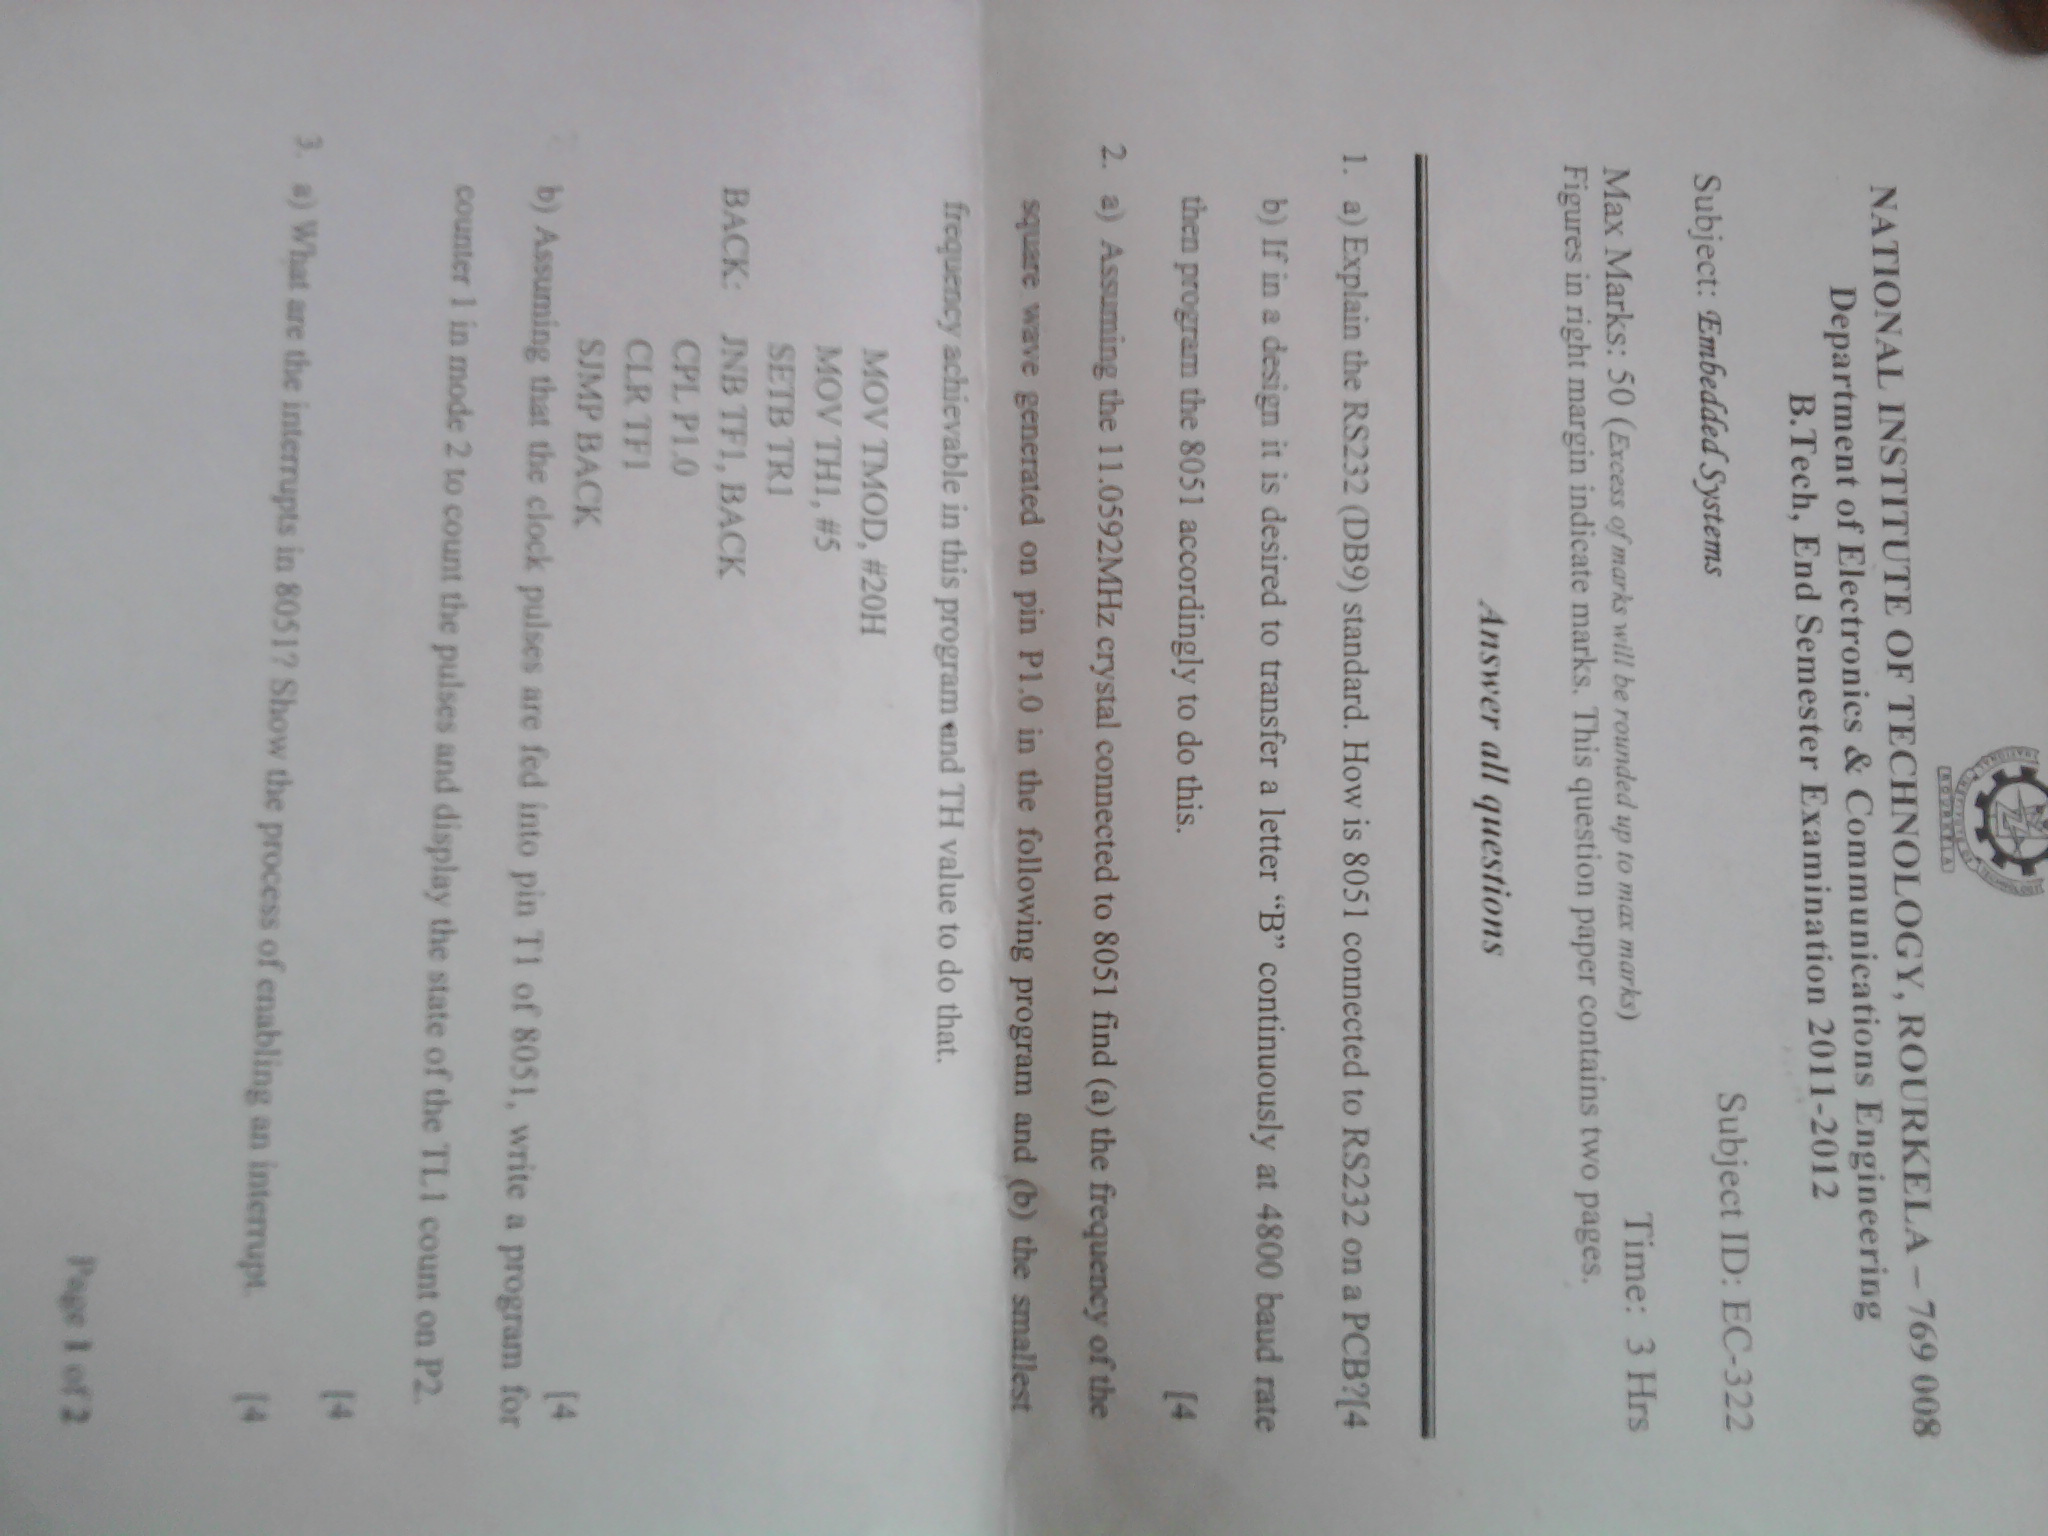 ROURKELA
NATIONAL INSTITUTE OF TECHNOLOGY, ROURKELA – 769 008
Department of Electronics & Communications Engineering
B.Tech, End Semester Examination 2011-2012
Subject: Embedded Systems Subject ID: EC-322
Max Marks: 50 (Excess of marks will be rounded up to max marks) Time: 3 Hrs
Figures in right margin indicate marks. This question paper contains two pages.
Answer all questions
1. a) Explain the RS232 (DB9) standard. How is 8051 connected to RS232 on a PCB?[4
b) If in a design it is desired to transfer a letter “B” continuously at 4800 baud rate
then program the 8051 accordingly to do this. [4
2. a) Assuming the 11.0592MHz crystal connected to 8051 find (a) the frequency of the
square wave generated on pin P1.0 in the following program and (b) the smallest
frequency achievable in this program and TH value to do that.
MOV TMOD, #20H
MOV TH1, #5
SETB TR1
BACK: JNB TF1, BACK
CPL P1.0
CLR TF1
SJMP BACK
[4
b) Assuming that the clock pulses are fed into pin T1 of 8051, write a program for
counter 1 in mode 2 to count the pulses and display the state of the TL1 count on P2.
[4
3. a) What are the interrupts in 8051? Show the process of enabling an interrupt. [4
Page 1 of 2